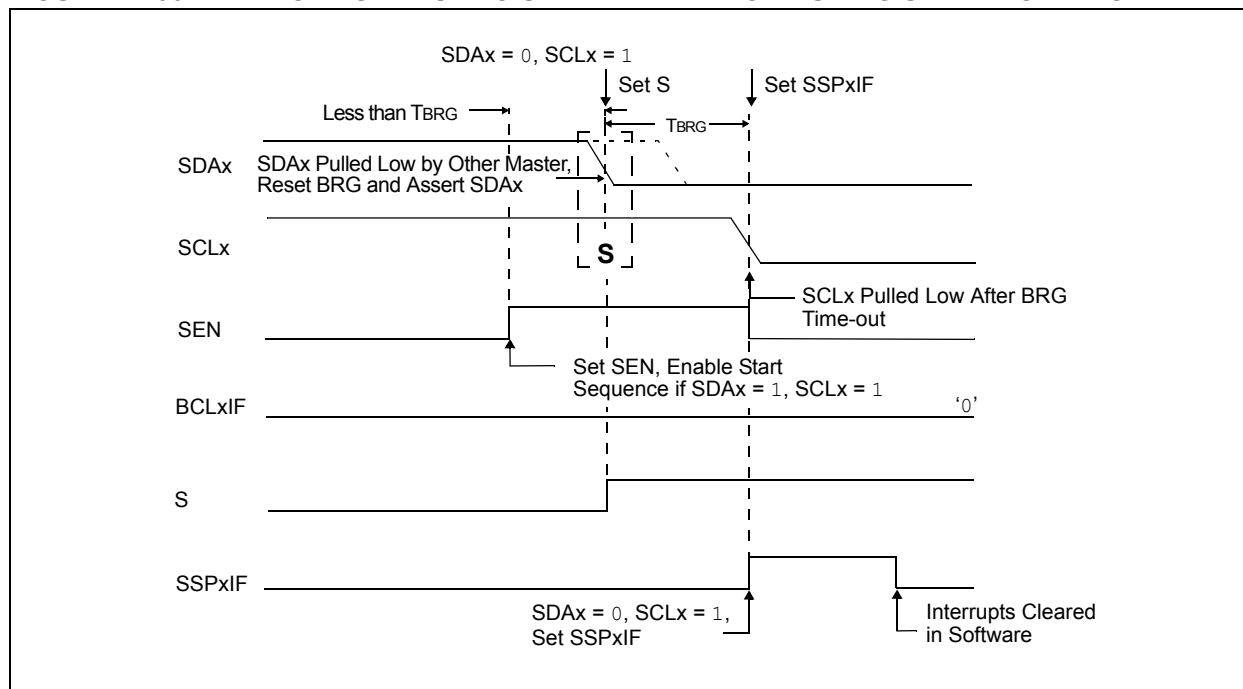 SDAx = 0, SCLx = 1
Set S
Set SSPxIF
Less than TBRG
TBRG
SDAx
SDAx Pulled Low by Other Master,
Reset BRG and Assert SDAx
SCLx
S
SCLx Pulled Low After BRG
Time-out
SEN
Set SEN, Enable Start
Sequence if SDAx = 1, SCLx = 1
BCLxIF
‘0’
S
SSPxIF
SDAx = 0, SCLx = 1,
Set SSPxIF
Interrupts Cleared
in Software